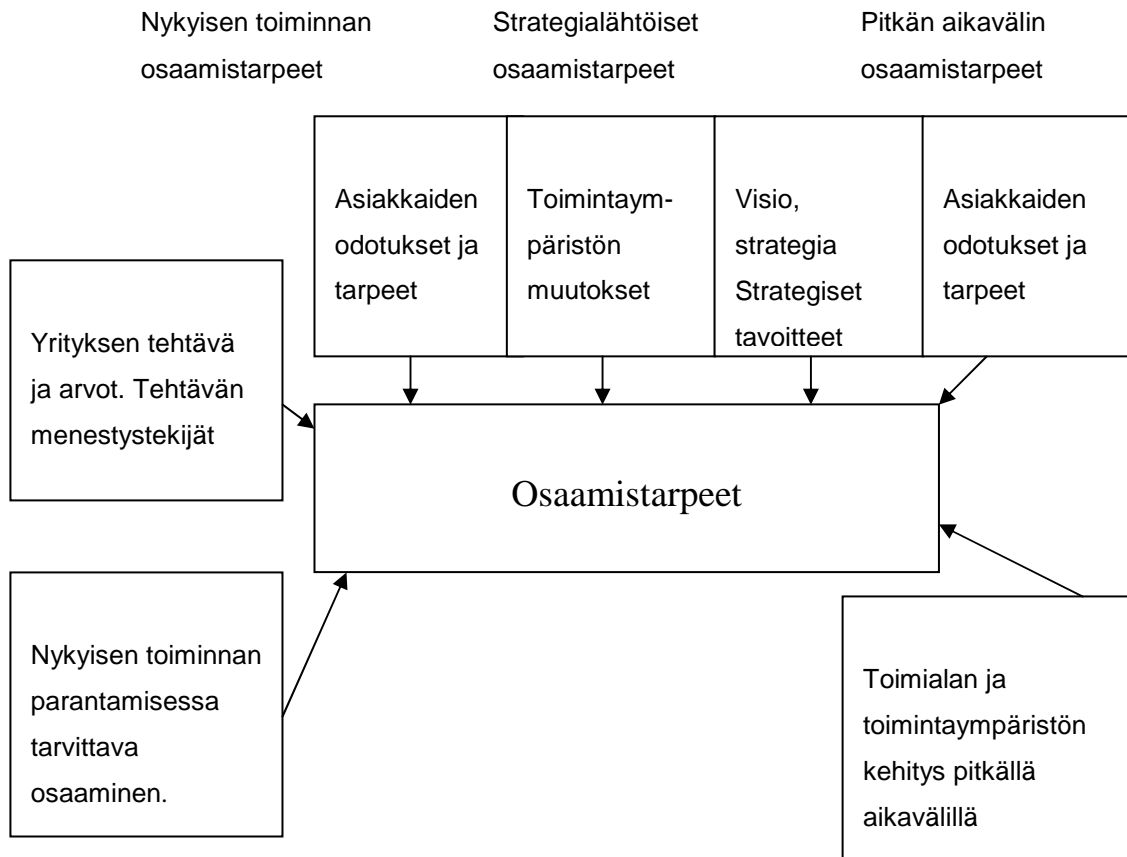 Nykyisen toiminnan
osaamistarpeet
Strategialähtöiset
osaamistarpeet
Pitkän aikavälin
osaamistarpeet
Asiakkaiden
odotukset ja
tarpeet
Toimintaym-
päristön
muutokset
Visio,
strategia
Strategiset
tavoitteet
Asiakkaiden
odotukset ja
tarpeet
Yrityksen tehtävä
ja arvot. Tehtävän
menestystekijät
Osaamistarpeet
Nykyisen toiminnan
parantamisessa
tarvittava
osaaminen.
Toimialan ja
toimintaympäristön
kehitys pitkällä
aikavälillä